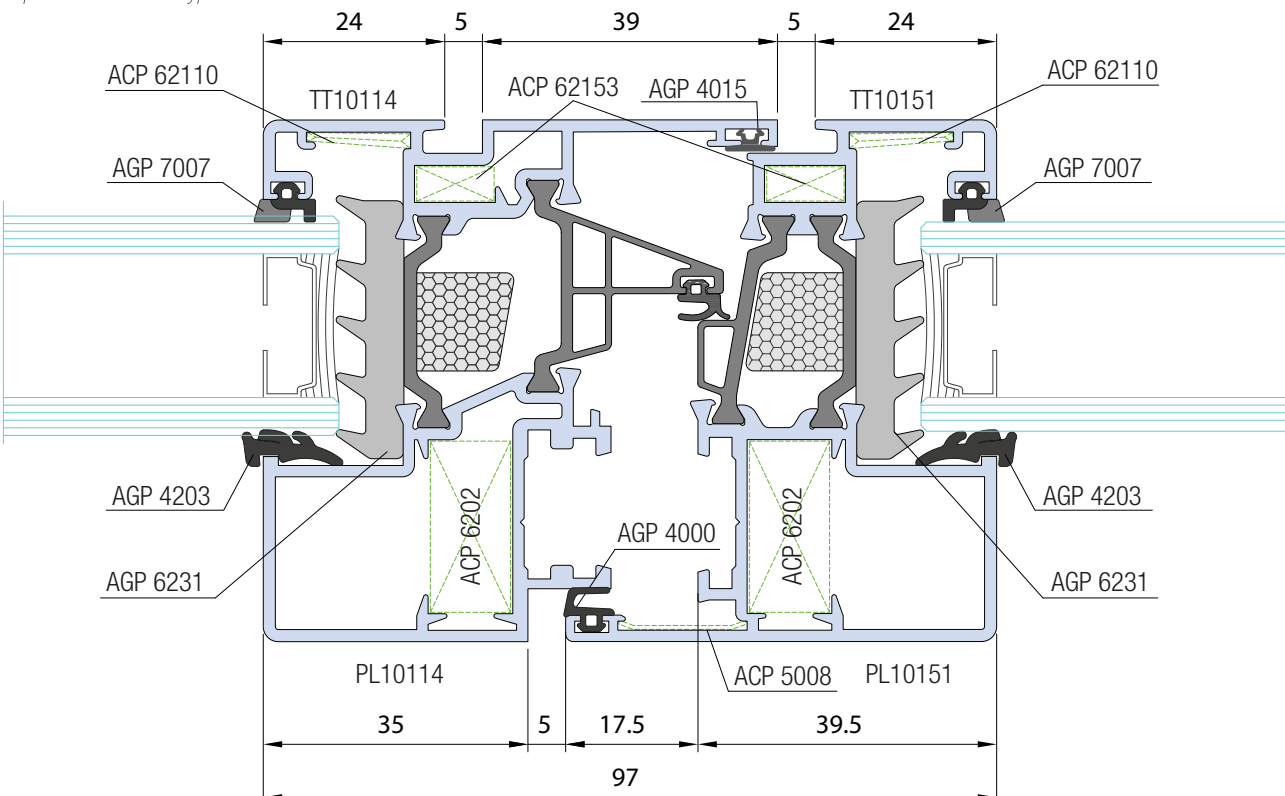 24 5 39 5 24
ACP 62110
TT10114
ACP 62153
AGP 4015
TT10151
ACP 62110
AGP 7007
AGP 7007
AGP 4203
ACP 6202
AGP 4000
ACP 6202
AGP 4203
AGP 6231
AGP 6231
PL10114
ACP 5008
PL10151
35 5 17.5 39.5
97